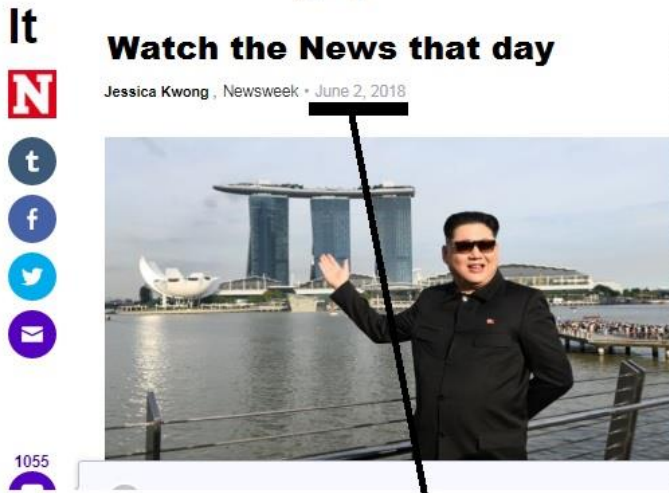 It
Watch the News that day
Jessica Kwong , Newsweek • June 2, 2018
N
t
f
1055